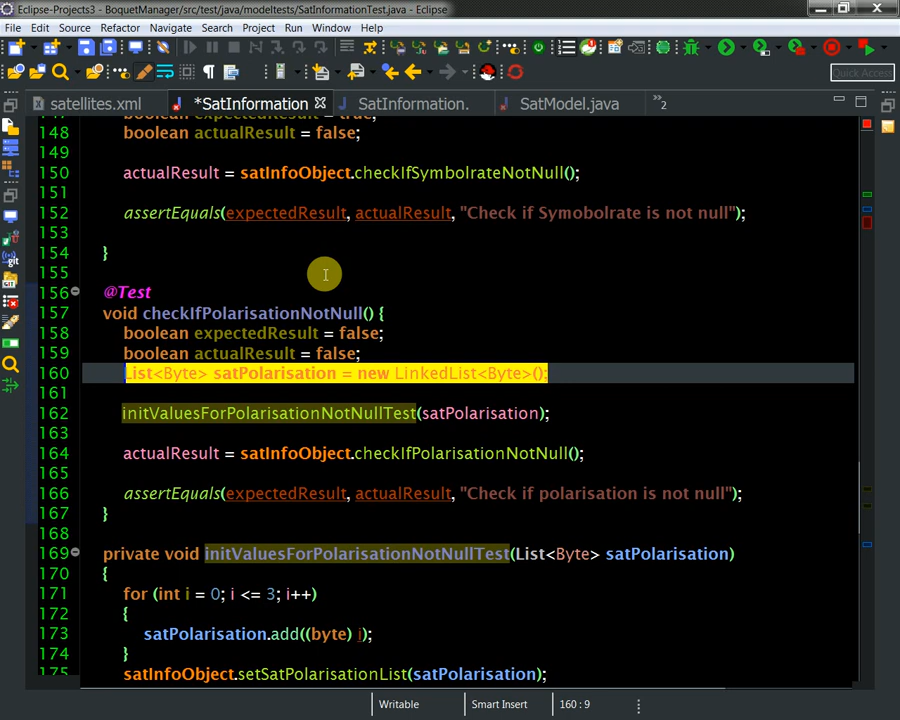 Eclipse-Projects3 - BoquetManager/src/test/java/modeltests/SatInformationTest.java - Eclipse
File Edit Source Refactor Navigate Search Project Run Window Help
Quick Access
satellites.xml *SatInformation SatInformation. SatModel.java »2
148 boolean actualResult = false;
149
150 actualResult = satInfoObject.checkIfSymbolrateNotNull();
151
152 assertEquals(expectedResult, actualResult, "Check if Symobolrate is not null");
153
154 }
155
156 @Test
157 void checkIfPolarisationNotNull() {
158 boolean expectedResult = false;
159 boolean actualResult = false;
160 List<Byte> satPolarisation = new LinkedList<Byte>();
161
162 initValuesForPolarisationNotNullTest(satPolarisation);
163
164 actualResult = satInfoObject.checkIfPolarisationNotNull();
165
166 assertEquals(expectedResult, actualResult, "Check if polarisation is not null");
167 }
168
169 private void initValuesForPolarisationNotNullTest(List<Byte> satPolarisation)
170 {
171 for (int i = 0; i <= 3; i++)
172 {
173 satPolarisation.add((byte) i);
174 }
175 satInfoObject.setSatPolarisationList(satPolarisation);
Writable Smart Insert 160 : 9